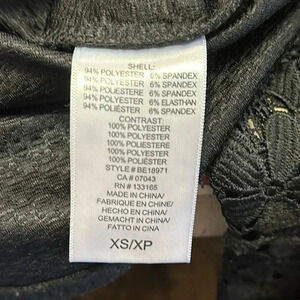 SHELL:
94% POLYESTER 6% SPANDEX
94% POLYESTER 6% SPANDEX
94% POLIESTERE 6% SPANDEX
94% POLYESTER 6% ELASTHAN
94% POLIÉSTER 6% SPANDEX
CONTRAST:
100% POLYESTER
100% POLYESTER
100% POLIESTERE
100% POLYESTER
100% POLIÉSTER
STYLE # BE18971
CA # 07043
RN # 133165
MADE IN CHINA/
FABRIQUE EN CHINE/
HECHO EN CHINA/
GEMACHT IN CHINA/
FATTO IN CINA
XS/XP